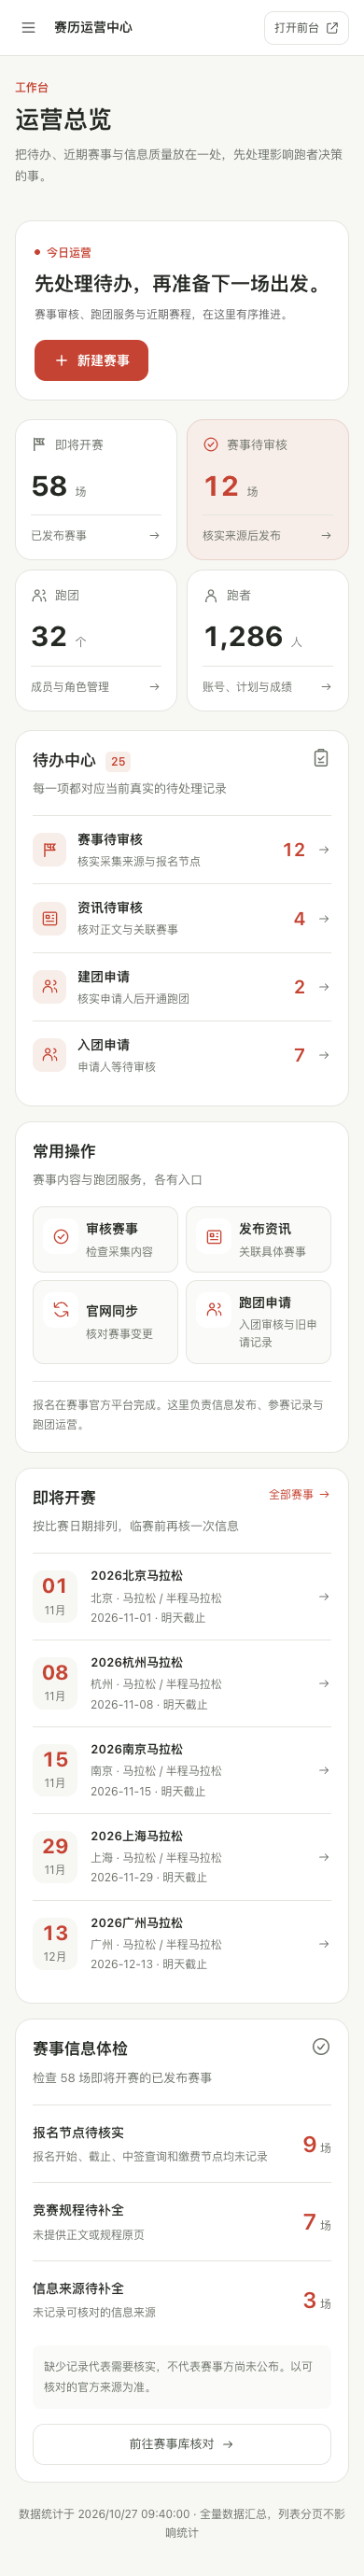 赛历运营中心
打开前台
工作台
运营总览
把待办、近期赛事与信息质量放在一处，先处理影响跑者决策
的事。
今日运营
先处理待办，再准备下一场出发。
赛事审核、跑团服务与近期赛程，在这里有序推进。
新建赛事
即将开赛
58 场
已发布赛事
赛事待审核
12 场
核实来源后发布
跑团
32 个
成员与角色管理
跑者
1,286 人
账号、计划与成绩
待办中心 25
每一项都对应当前真实的待处理记录
赛事待审核
核实采集来源与报名节点
12
资讯待审核
核对正文与关联赛事
4
建团申请
核实申请人后开通跑团
2
入团申请
申请人等待审核
7
常用操作
赛事内容与跑团服务，各有入口
审核赛事
检查采集内容
发布资讯
关联具体赛事
官网同步
核对赛事变更
跑团申请
入团审核与旧申
请记录
报名在赛事官方平台完成。这里负责信息发布、参赛记录与
跑团运营。
即将开赛
全部赛事
按比赛日期排列，临赛前再核一次信息
01
11月
2026北京马拉松
北京 · 马拉松 / 半程马拉松
2026-11-01 · 明天截止
08
11月
2026杭州马拉松
杭州 · 马拉松 / 半程马拉松
2026-11-08 · 明天截止
15
11月
2026南京马拉松
南京 · 马拉松 / 半程马拉松
2026-11-15 · 明天截止
29
11月
2026上海马拉松
上海 · 马拉松 / 半程马拉松
2026-11-29 · 明天截止
13
12月
2026广州马拉松
广州 · 马拉松 / 半程马拉松
2026-12-13 · 明天截止
赛事信息体检
检查 58 场即将开赛的已发布赛事
报名节点待核实
报名开始、截止、中签查询和缴费节点均未记录
9 场
竞赛规程待补全
未提供正文或规程原页
7 场
信息来源待补全
未记录可核对的信息来源
3 场
缺少记录代表需要核实，不代表赛事方尚未公布。以可
核对的官方来源为准。
前往赛事库核对
数据统计于 2026/10/27 09:40:00 · 全量数据汇总，列表分页不影
响统计